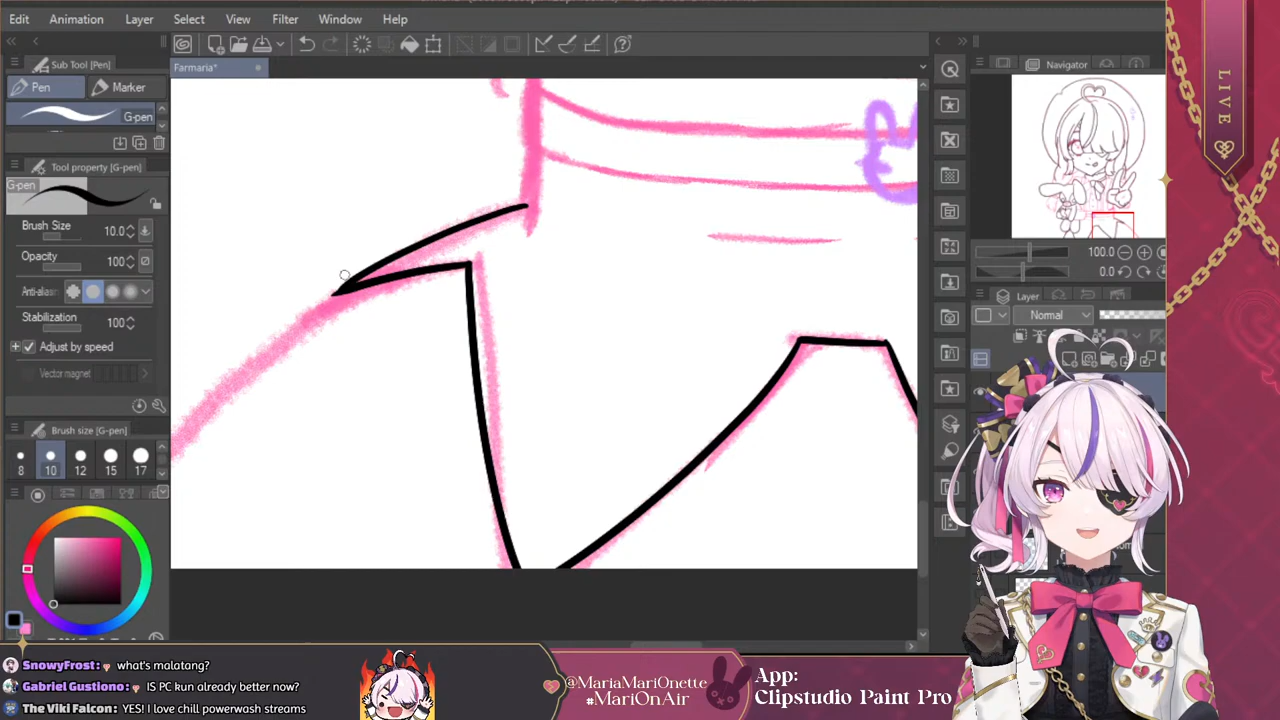 Edit Animation Layer Select View Filter Window Help
Sub Tool [Pen]
Farmaria*
Navigator
Pen Marker
G-pen
Tool property [G-pen]
G-pen
Brush Size 10.0
Opacity 100
Anti-alias
Stabilization 100
Adjust by speed
Vector magnet
Brush size [G-pen]
8 10 12 15 17
100.0
0.0
Layer
Normal
LIVE
SnowyFrost: what's malatang?
Gabriel Gustiono: IS PC kun already better now?
The Viki Falcon: YES! I love chill powerwash streams
@MariaMariOnette
#MariOnAir
App:
Clipstudio Paint Pro